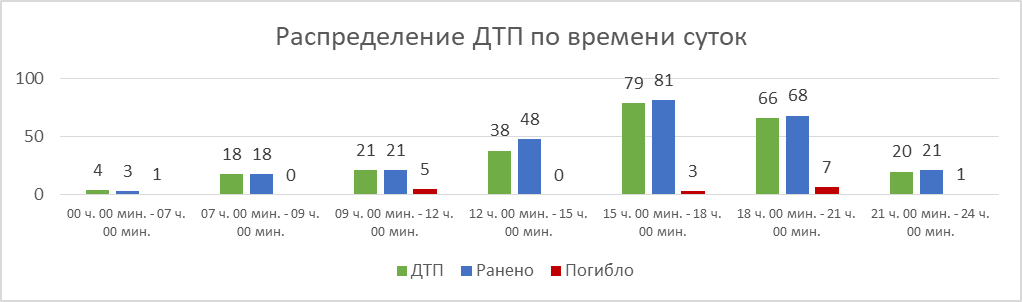 Распределение ДТП по времени суток
100
50
0
4 3 1
18 18 0
21 21 5
38 48 0
79 81 3
66 68 7
20 21 1
00 ч. 00 мин. - 07 ч.
00 мин.
07 ч. 00 мин. - 09 ч.
00 мин.
09 ч. 00 мин. - 12 ч.
00 мин.
12 ч. 00 мин. - 15 ч.
00 мин.
15 ч. 00 мин. - 18 ч.
00 мин.
18 ч. 00 мин. - 21 ч.
00 мин.
21 ч. 00 мин. - 24 ч.
00 мин.
ДТП Ранено Погибло